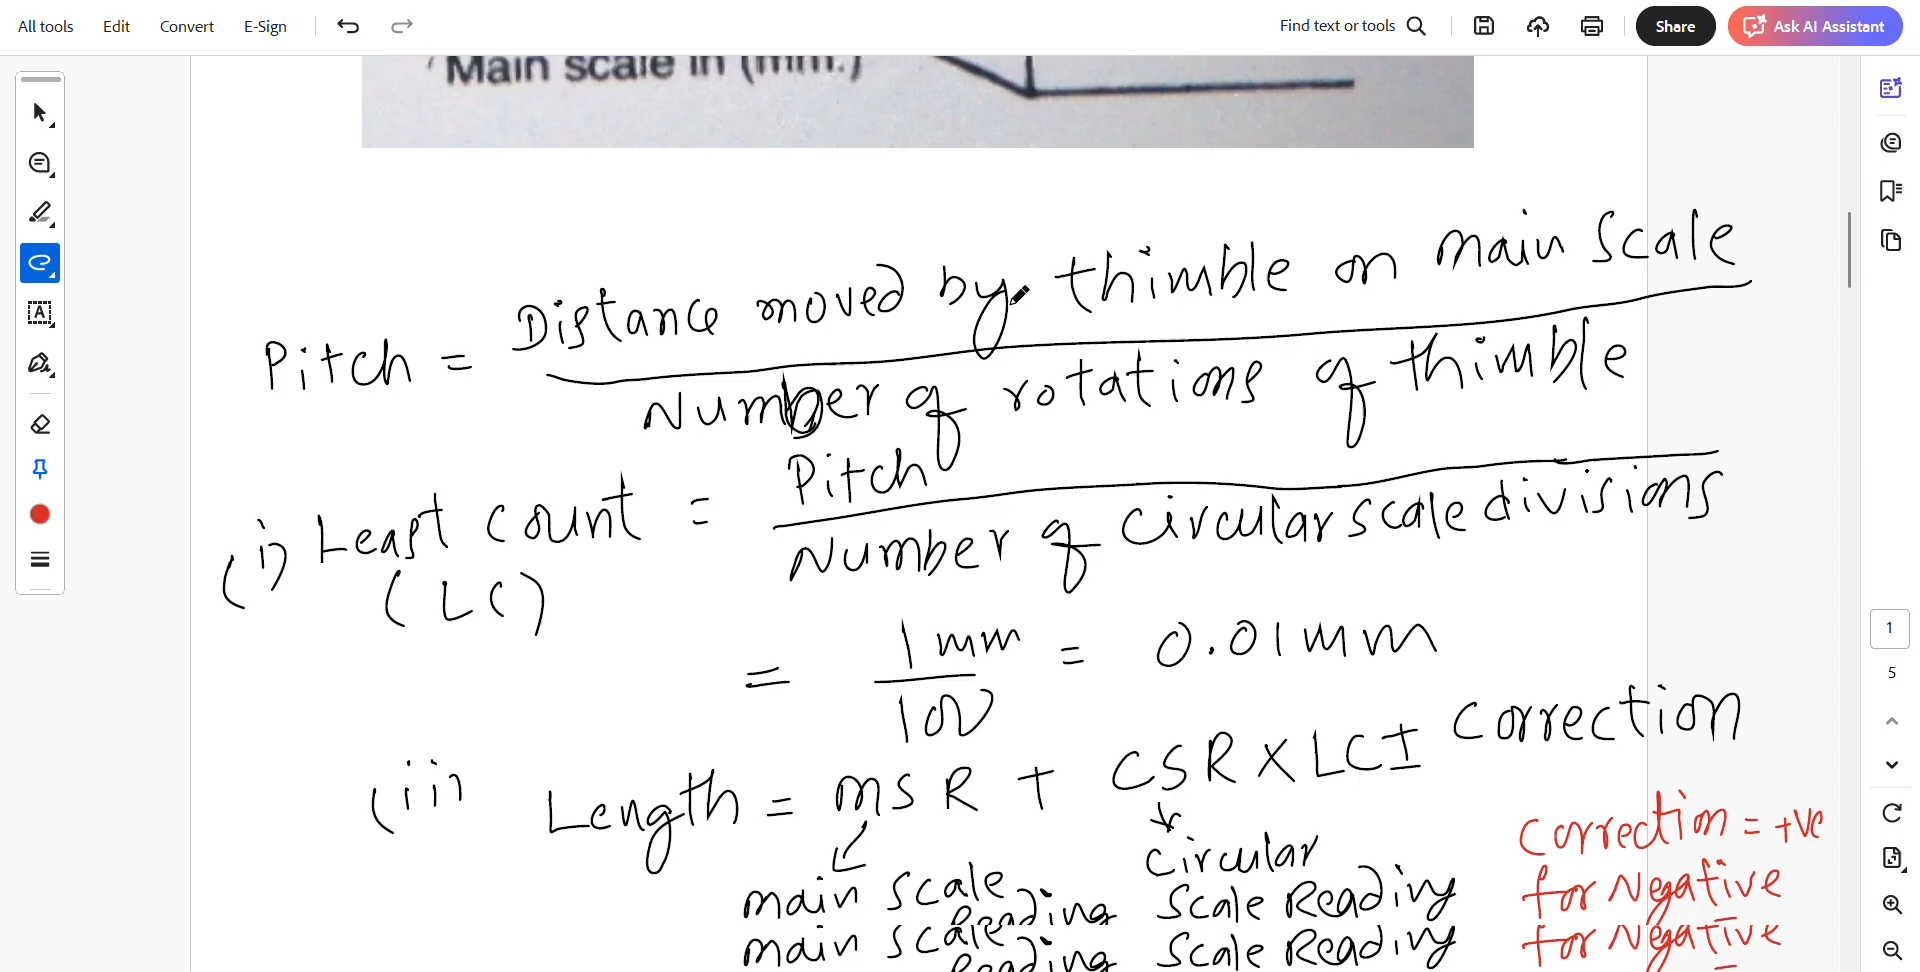 All tools Edit Convert E-Sign Find text or tools Share Ask AI Assistant
Main scale in (mm.)
Pitch = Distance moved by thimble on main scale
Number of rotations of thimble
(i) Least count = Pitch
(LC) Number of circular scale divisions
= 1 mm = 0.01 mm
100
(ii) Length = MSR + CSR X LC ± correction
Circular
main scale Reading Scale Reading
main scale Reading Scale Reading
Correction = +ve
for Negative
for Negative
1
5